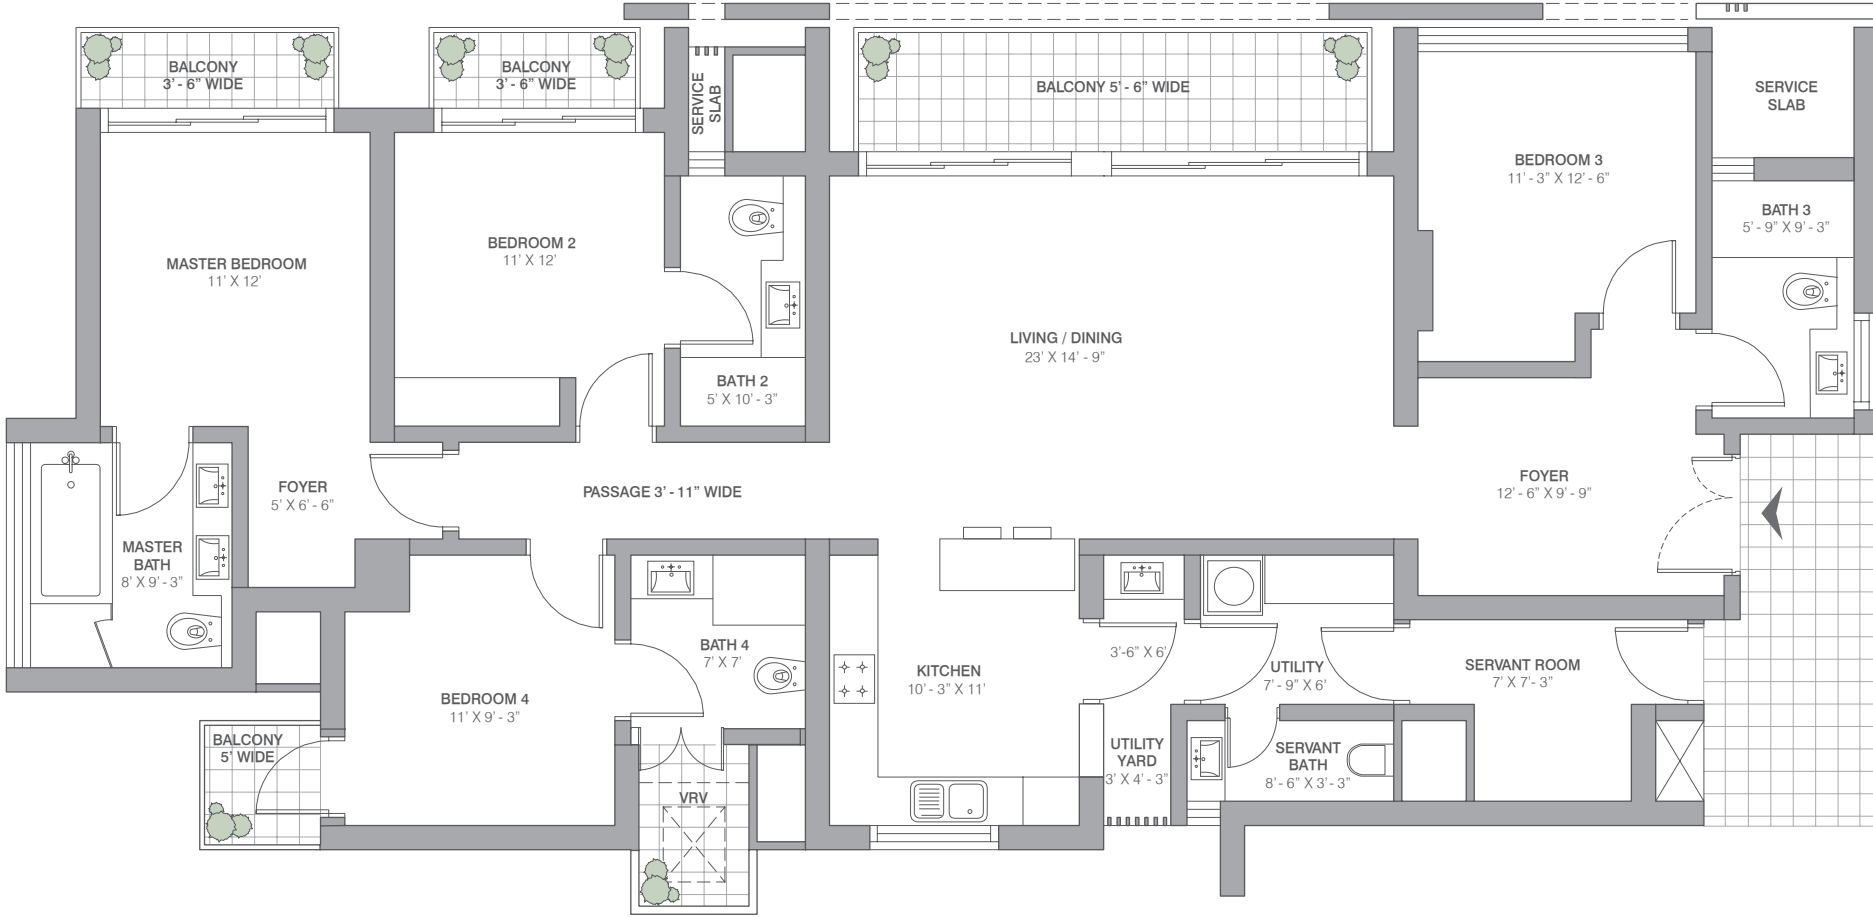 BALCONY
3' - 6" WIDE
BALCONY
3' - 6" WIDE
SERVICE
SLAB
BALCONY 5' - 6" WIDE
SERVICE
SLAB
BEDROOM 3
11' - 3" X 12' - 6"
BATH 3
5' - 9" X 9' - 3"
MASTER BEDROOM
11' X 12'
BEDROOM 2
11' X 12'
LIVING / DINING
23' X 14' - 9"
BATH 2
5' X 10' - 3"
FOYER
5' X 6' - 6"
PASSAGE 3' - 11" WIDE
FOYER
12' - 6" X 9' - 9"
MASTER
BATH
8' X 9' - 3"
BATH 4
7' X 7'
3'-6" X 6'
KITCHEN
10' - 3" X 11'
UTILITY
7' - 9" X 6'
SERVANT ROOM
7' X 7' - 3"
BEDROOM 4
11' X 9' - 3"
BALCONY
5' WIDE
UTILITY
YARD
3' X 4' - 3"
SERVANT
BATH
8' - 6" X 3' - 3"
VRV